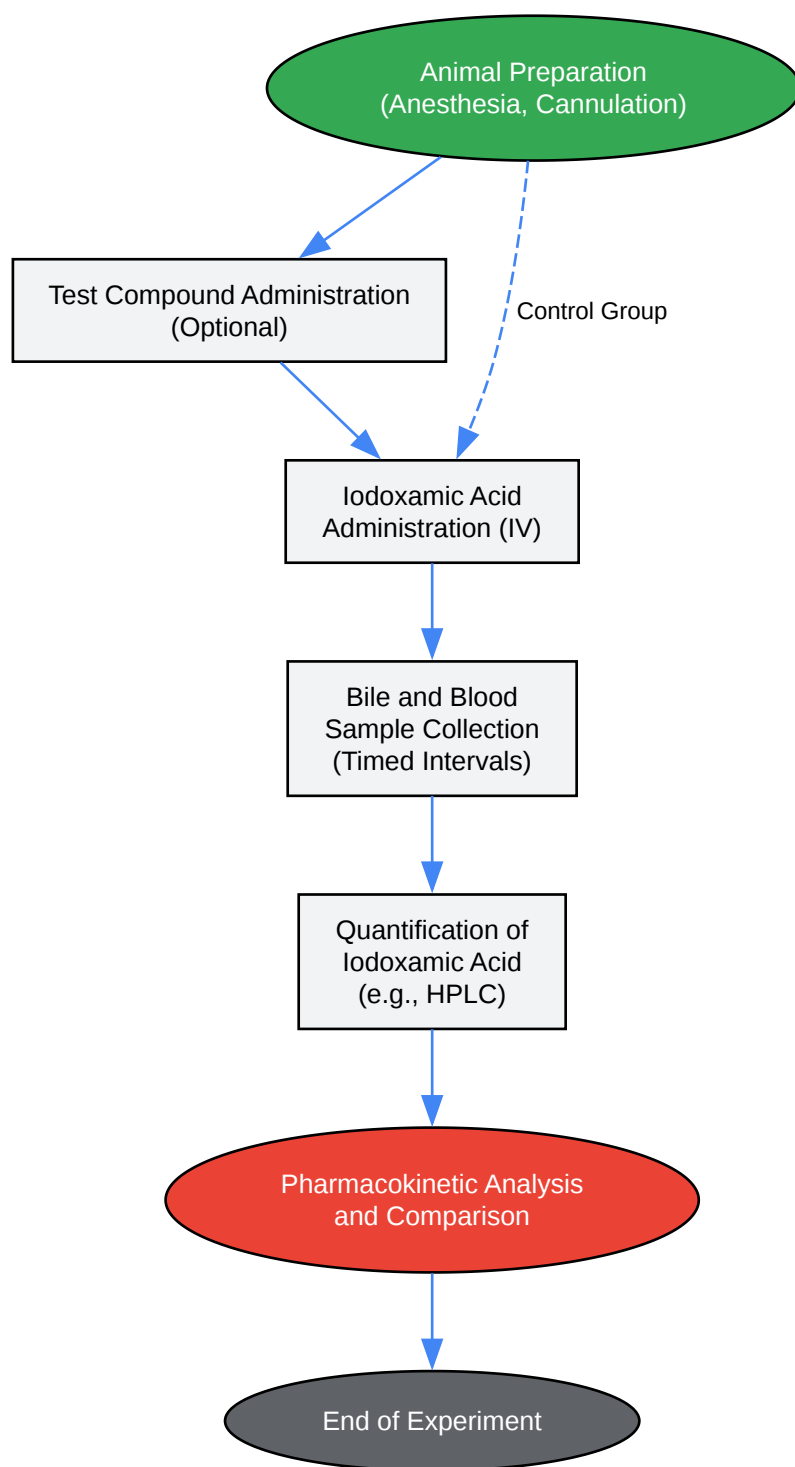 Animal Preparation
(Anesthesia, Cannulation)
Test Compound Administration
(Optional)
Control Group
Iodoxamic Acid
Administration (IV)
Bile and Blood
Sample Collection
(Timed Intervals)
Quantification of
Iodoxamic Acid
(e.g., HPLC)
Pharmacokinetic Analysis
and Comparison
End of Experiment